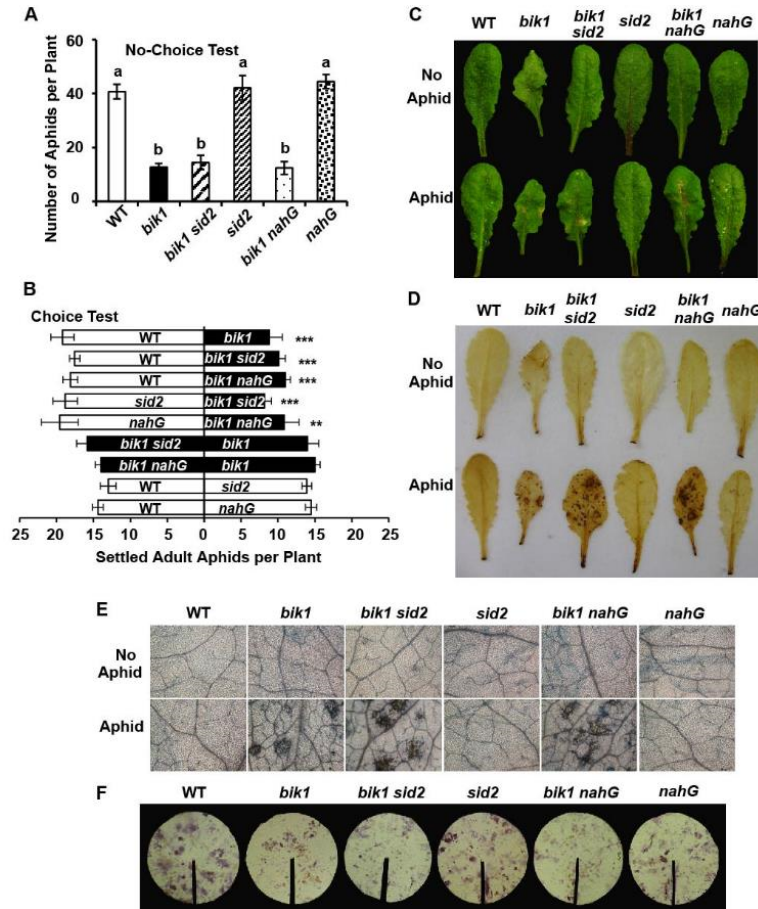 A
No-Choice Test
Number of Aphids per Plant
60
40
20
0
a
b
b
a
b
a
WT
bik1
bik1 sid2
sid2
bik1 nahG
nahG
B
Choice Test
WT bik1 ***
WT bik1 sid2 ***
WT bik1 nahG ***
sid2 bik1 sid2 ***
nahG bik1 nahG **
bik1 sid2 bik1
bik1 nahG bik1
WT sid2
WT nahG
25 20 15 10 5 0 5 10 15 20 25
Settled Adult Aphids per Plant
C
WT bik1 bik1 sid2 sid2 bik1 nahG nahG
No
Aphid
Aphid
D
WT bik1 bik1 sid2 sid2 bik1 nahG nahG
No
Aphid
Aphid
E
WT bik1 bik1 sid2 sid2 bik1 nahG nahG
No
Aphid
Aphid
F
WT bik1 bik1 sid2 sid2 bik1 nahG nahG